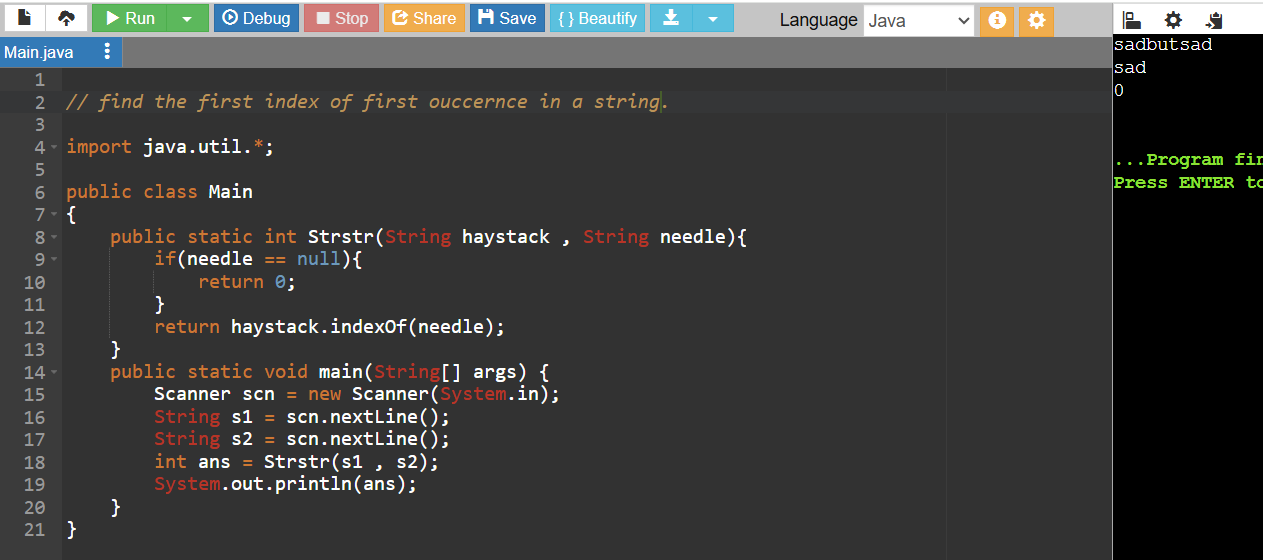 Run Debug Stop Share Save { } Beautify Language Java
Main.java
1
2 // find the first index of first ouccernce in a string.
3
4 import java.util.*;
5
6 public class Main
7 {
8 public static int Strstr(String haystack , String needle){
9 if(needle == null){
10 return 0;
11 }
12 return haystack.indexOf(needle);
13 }
14 public static void main(String[] args) {
15 Scanner scn = new Scanner(System.in);
16 String s1 = scn.nextLine();
17 String s2 = scn.nextLine();
18 int ans = Strstr(s1 , s2);
19 System.out.println(ans);
20 }
21 }
sadbutsad
sad
0
...Program fin
Press ENTER to